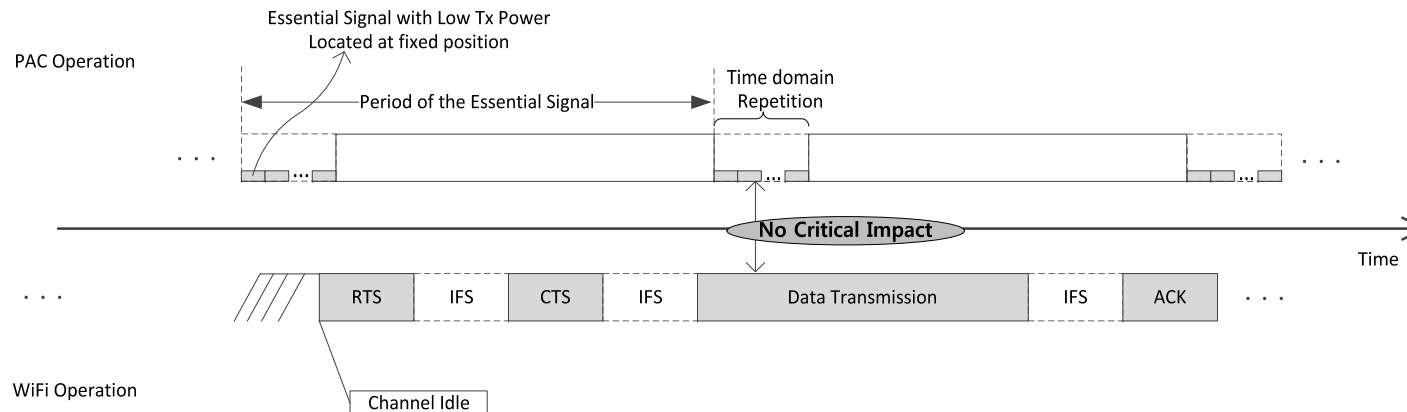 Essential Signal with Low Tx Power
Located at fixed position
PAC Operation
Time domain
Repetition
Period of the Essential Signal
. . .
...
...
...
. . .
No Critical Impact
Time
. . .
RTS
IFS
CTS
IFS
Data Transmission
IFS
ACK
. . .
WiFi Operation
Channel Idle